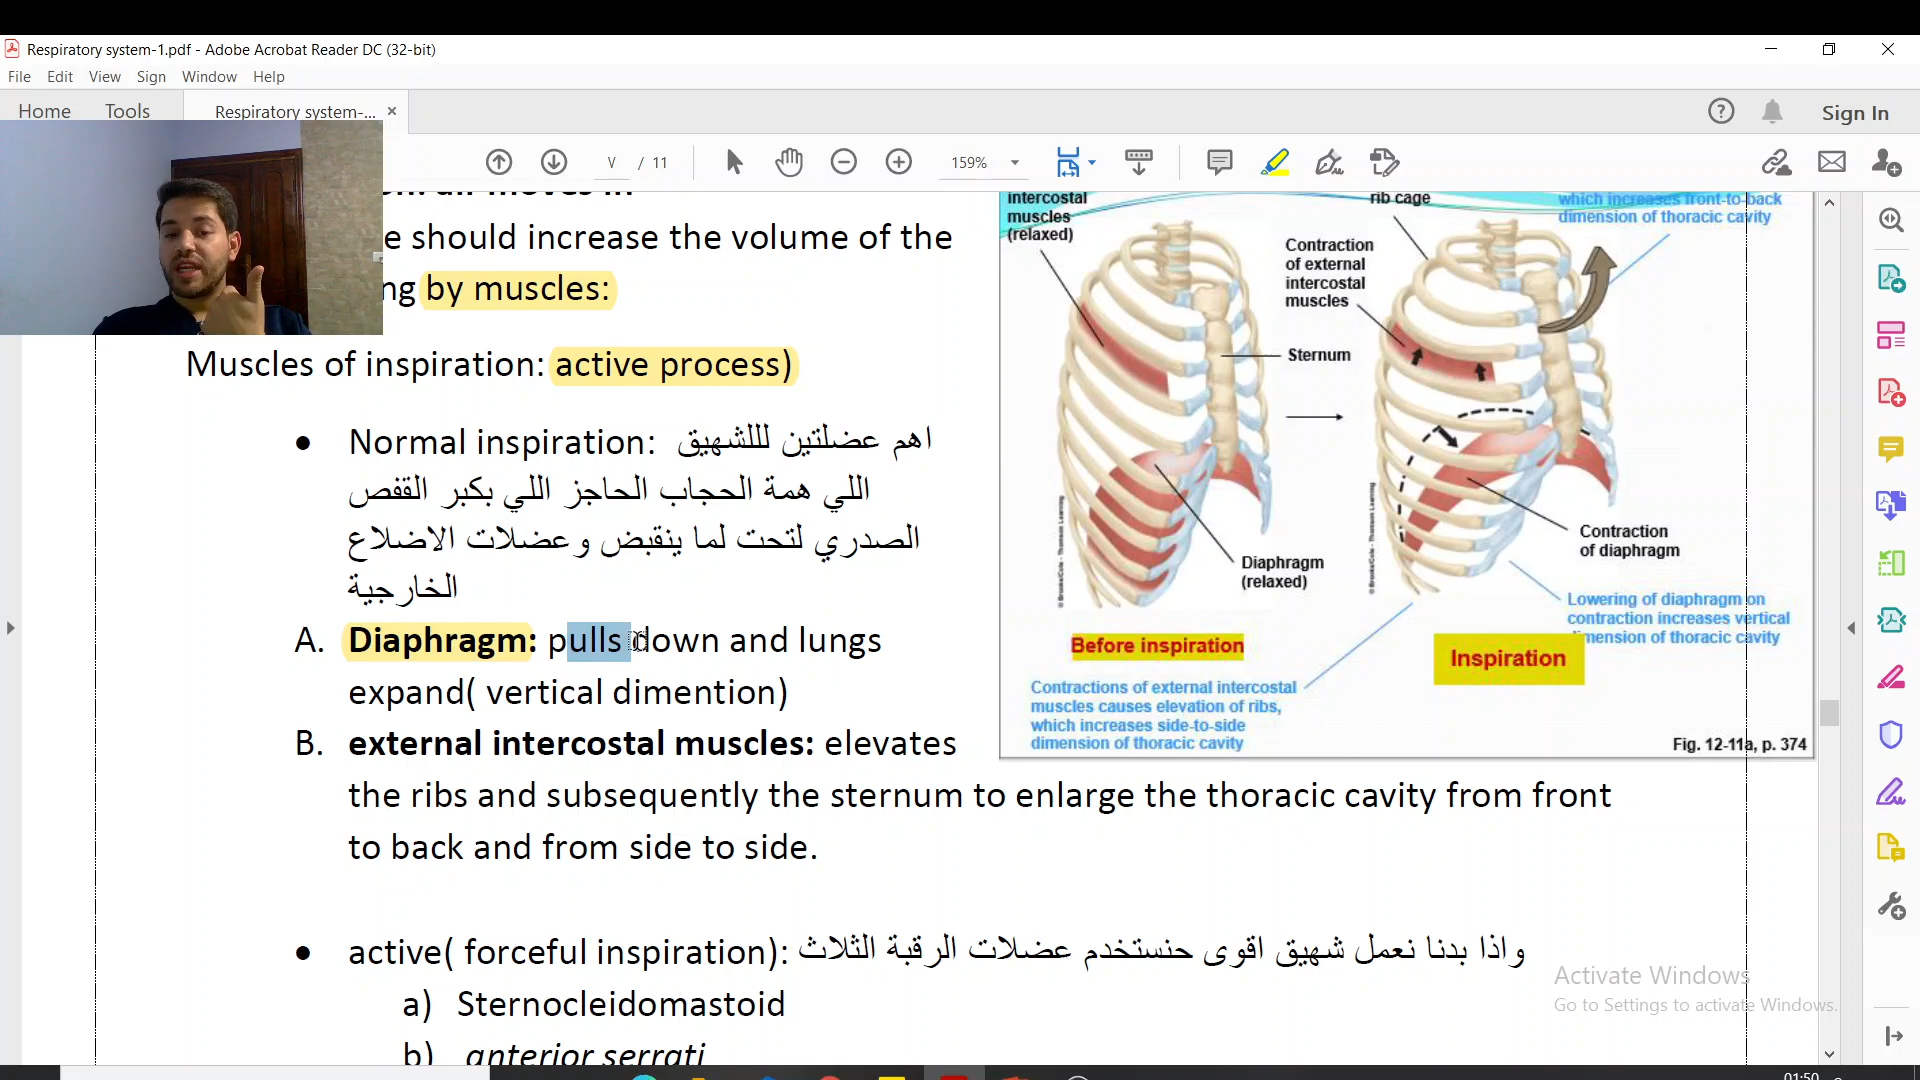 Respiratory system-1.pdf - Adobe Acrobat Reader DC (32-bit)
File Edit View Sign Window Help
Home Tools Respiratory system-... × Sign In
٧ / 11 159%
e should increase the volume of the
ng by muscles:
Muscles of inspiration: active process)
• Normal inspiration: اهم عضلتين لللشهيق
اللي همة الحجاب الحاجز اللي بكبر القفص
الصدري لتحت لما ينقبض وعضلات الاضلاع
الخارجية
A. Diaphragm: pulls down and lungs
expand( vertical dimention)
B. external intercostal muscles: elevates
the ribs and subsequently the sternum to enlarge the thoracic cavity from front
to back and from side to side.
• active( forceful inspiration): واذا بدنا نعمل شهيق اقوى حنستخدم عضلات الرقبة الثلاث
a) Sternocleidomastoid
b) anterior serrati
intercostal
muscles
(relaxed)
rib cage
which increases front-to-back
dimension of thoracic cavity
Contraction
of external
intercostal
muscles
Sternum
Diaphragm
(relaxed)
Contraction
of diaphragm
Lowering of diaphragm on
contraction increases vertical
dimension of thoracic cavity
Before inspiration
Inspiration
Contractions of external intercostal
muscles causes elevation of ribs,
which increases side-to-side
dimension of thoracic cavity
Fig. 12-11a, p. 374
Activate Windows
Go to Settings to activate Windows.
01:50